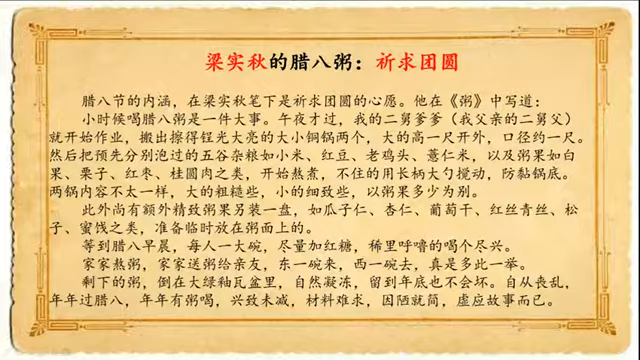 梁实秋的腊八粥：祈求团圆
腊八节的内涵，在梁实秋笔下是祈求团圆的心愿。他在《粥》中写道：
小时候喝腊八粥是一件大事。午夜才过，我的二舅爹爹（我父亲的二舅父）
就开始作业，搬出擦得锃光大亮的大小铜锅两个，大的高一尺开外，口径约一尺。
然后把预先分别泡过的五谷杂粮如小米、红豆、老鸡头、薏仁米，以及粥果如白
果、栗子、红枣、桂圆肉之类，开始熬煮，不住的用长柄大勺搅动，防黏锅底。
两锅内容不太一样，大的粗糙些，小的细致些，以粥果多少为别。
此外尚有额外精致粥果另装一盘，如瓜子仁、杏仁、葡萄干、红丝青丝、松
子、蜜饯之类，准备临时放在粥面上的。
等到腊八早晨，每人一大碗，尽量加红糖，稀里呼噜的喝个尽兴。
家家熬粥，家家送粥给亲友，东一碗来，西一碗去，真是多此一举。
剩下的粥，倒在大绿釉瓦盆里，自然凝冻，留到年底也不会坏。自从丧乱，
年年过腊八，年年有粥喝，兴致未减，材料难求，因陋就简，虚应故事而已。